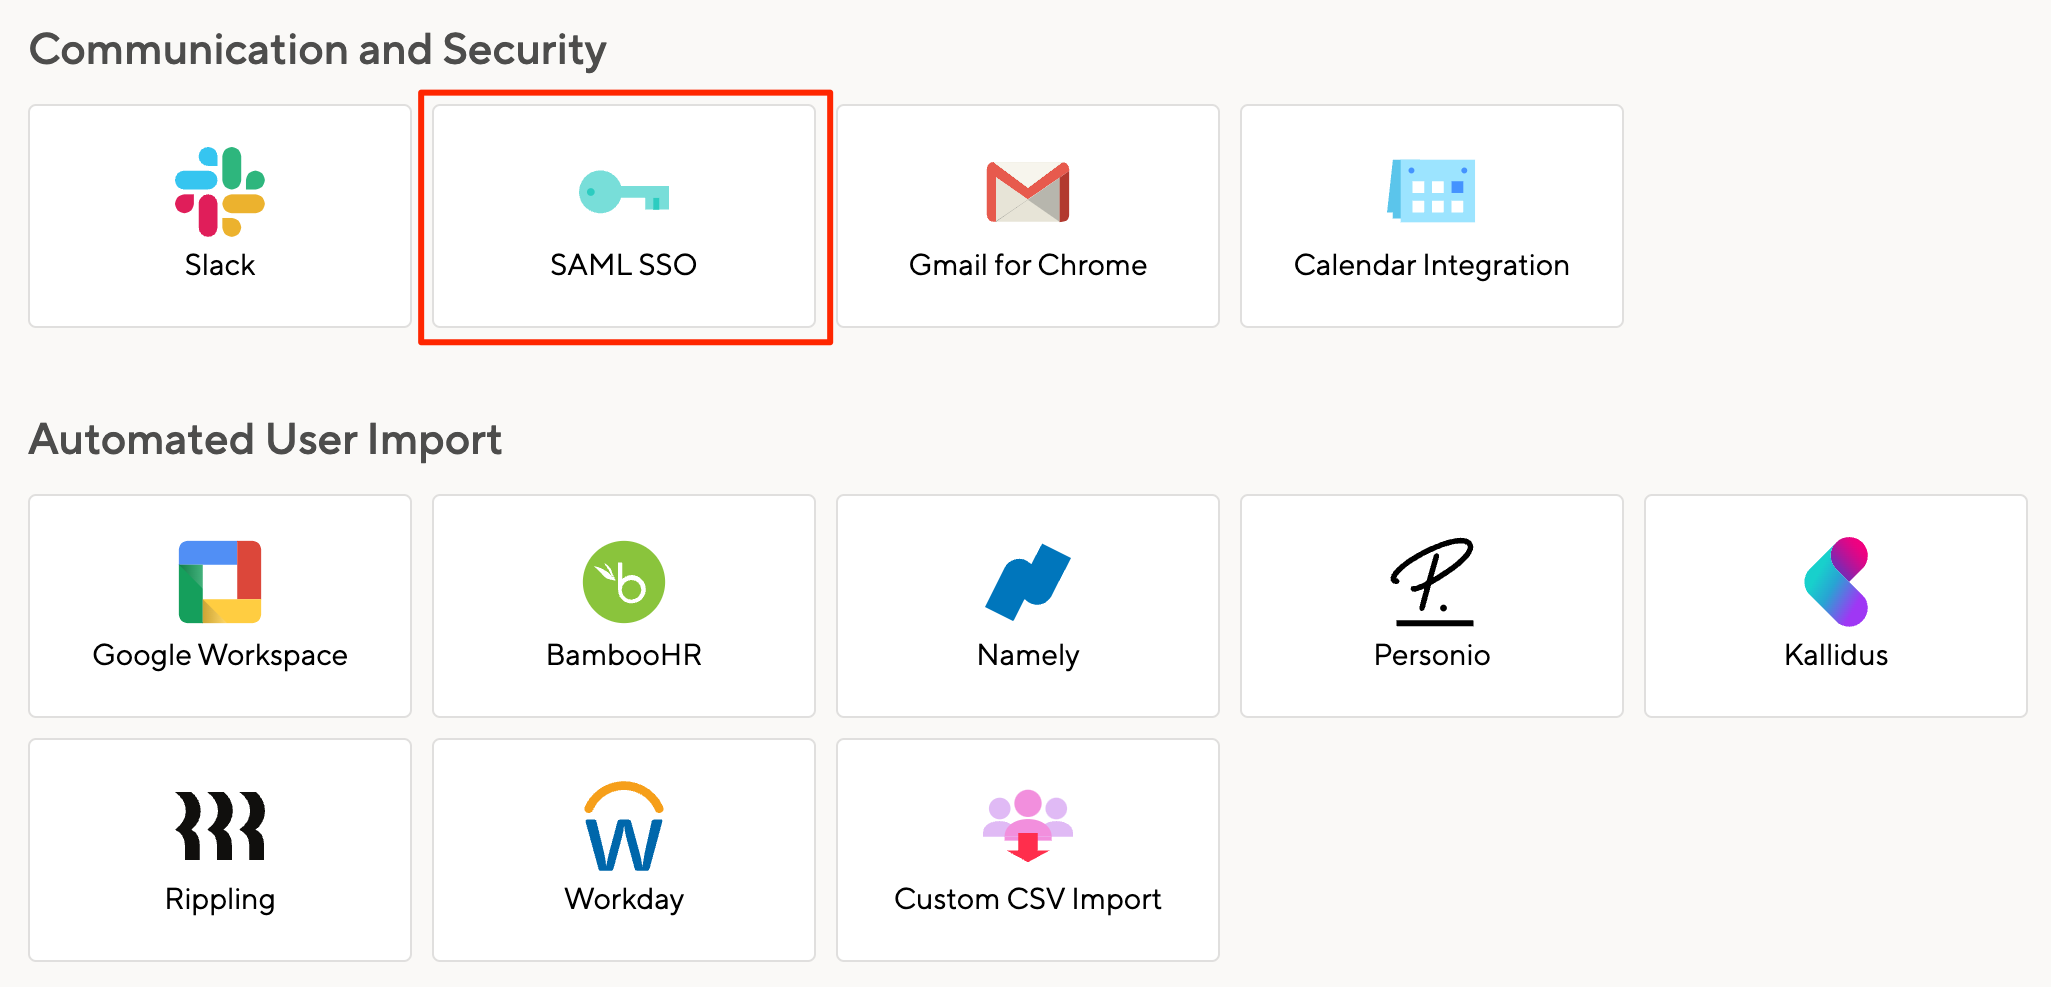 Communication and Security
Slack
SAML SSO
Gmail for Chrome
Calendar Integration
Automated User Import
Google Workspace
BambooHR
Namely
Personio
Kallidus
Rippling
Workday
Custom CSV Import